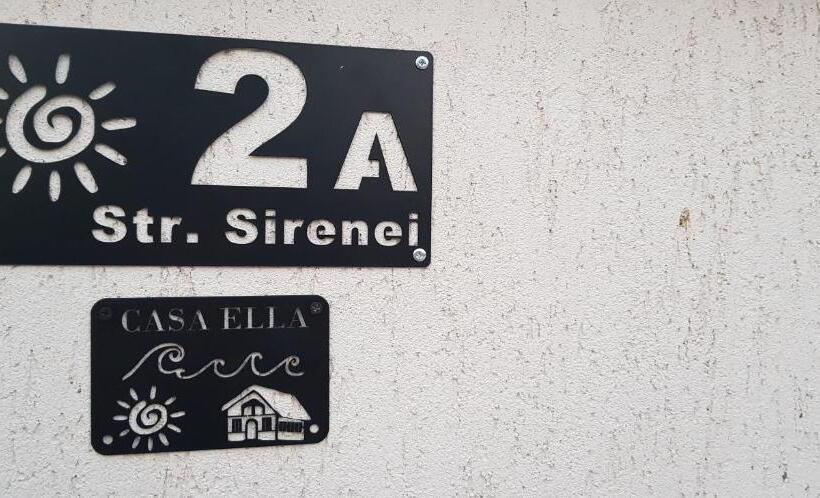 2A
Str. Sirenei
CASA ELLA